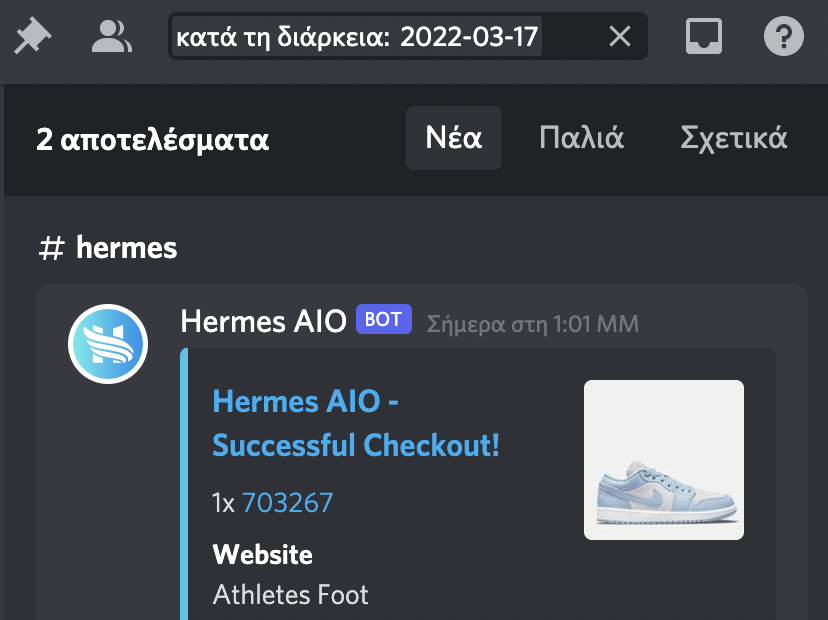 κατά τη διάρκεια: 2022-03-17
2 αποτελέσματα
Νέα
Παλιά
Σχετικά
# hermes
Hermes AIO BOT Σήμερα στη 1:01 MM
Hermes AIO -
Successful Checkout!
1x 703267
Website
Athletes Foot